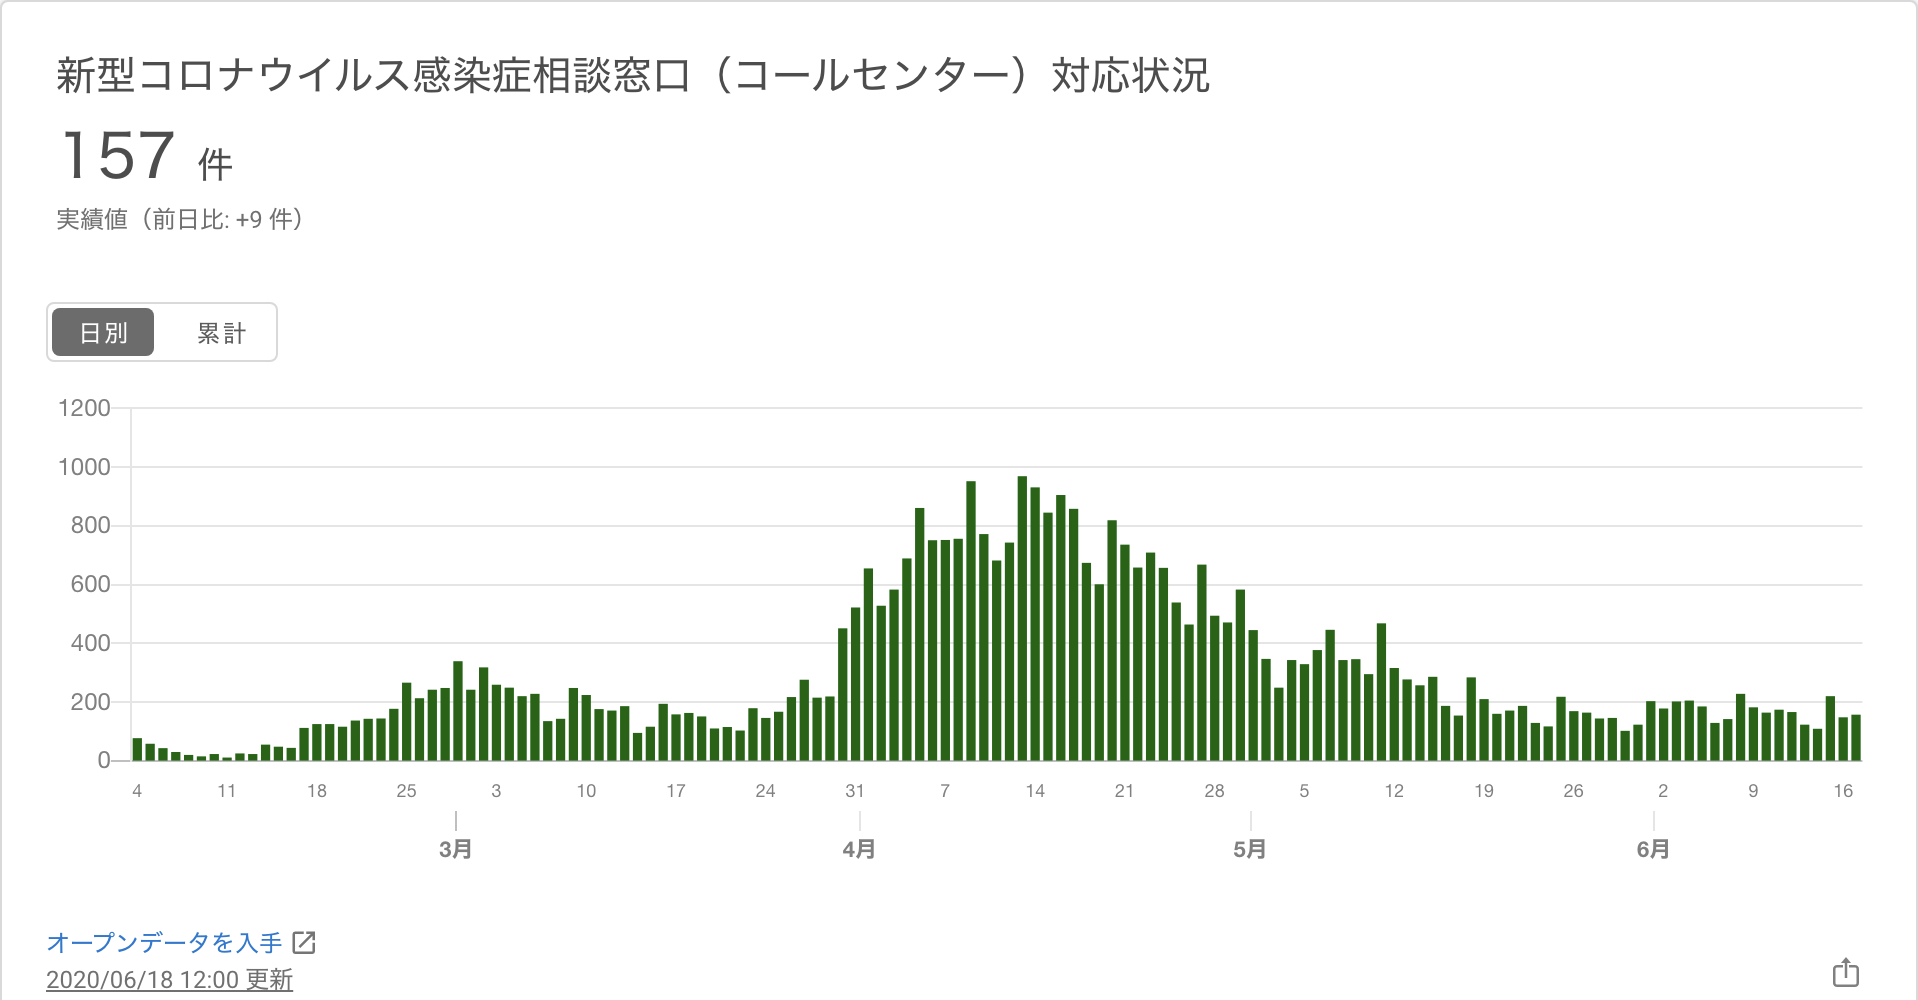 新型コロナウイルス感染症相談窓口（コールセンター）対応状況
157 件
実績値（前日比: +9 件）
日別 累計
1200
1000
800
600
400
200
0
4 11 18 25 3 10 17 24 31 7 14 21 28 5 12 19 26 2 9 16
3月 4月 5月 6月
オープンデータを入手
2020/06/18 12:00 更新